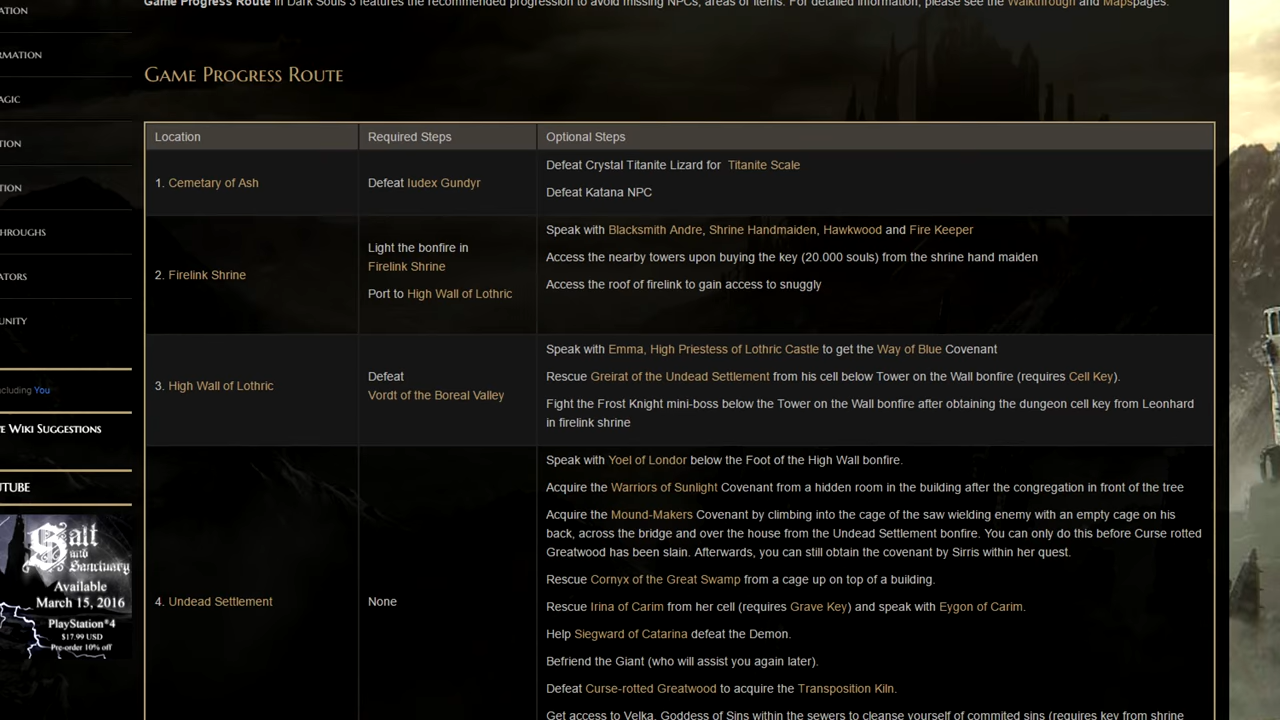 Game Progress Route in Dark Souls 3 features the recommended progression to avoid missing NPCs, areas or items. For detailed information, please see the Walkthrough and Mapspages.
ATION
RMATION
AGIC
TION
TION
HROUGHS
ATORS
UNITY
ncluding You
E WIKI SUGGESTIONS
UTUBE
Salt
and
Sanctuary
Available
March 15, 2016
PlayStation®4
$17.99 USD
Pre-order 10% off
GAME PROGRESS ROUTE
Location Required Steps Optional Steps
1. Cemetary of Ash
Defeat Iudex Gundyr
Defeat Crystal Titanite Lizard for Titanite Scale
Defeat Katana NPC
2. Firelink Shrine
Light the bonfire in
Firelink Shrine
Port to High Wall of Lothric
Speak with Blacksmith Andre, Shrine Handmaiden, Hawkwood and Fire Keeper
Access the nearby towers upon buying the key (20.000 souls) from the shrine hand maiden
Access the roof of firelink to gain access to snuggly
3. High Wall of Lothric
Defeat
Vordt of the Boreal Valley
Speak with Emma, High Priestess of Lothric Castle to get the Way of Blue Covenant
Rescue Greirat of the Undead Settlement from his cell below Tower on the Wall bonfire (requires Cell Key).
Fight the Frost Knight mini-boss below the Tower on the Wall bonfire after obtaining the dungeon cell key from Leonhard
in firelink shrine
4. Undead Settlement
None
Speak with Yoel of Londor below the Foot of the High Wall bonfire.
Acquire the Warriors of Sunlight Covenant from a hidden room in the building after the congregation in front of the tree
Acquire the Mound-Makers Covenant by climbing into the cage of the saw wielding enemy with an empty cage on his
back, across the bridge and over the house from the Undead Settlement bonfire. You can only do this before Curse rotted
Greatwood has been slain. Afterwards, you can still obtain the covenant by Sirris within her quest.
Rescue Cornyx of the Great Swamp from a cage up on top of a building.
Rescue Irina of Carim from her cell (requires Grave Key) and speak with Eygon of Carim.
Help Siegward of Catarina defeat the Demon.
Befriend the Giant (who will assist you again later).
Defeat Curse-rotted Greatwood to acquire the Transposition Kiln.
Get access to Velka, Goddess of Sins within the sewers to cleanse yourself of commited sins (requires key from shrine